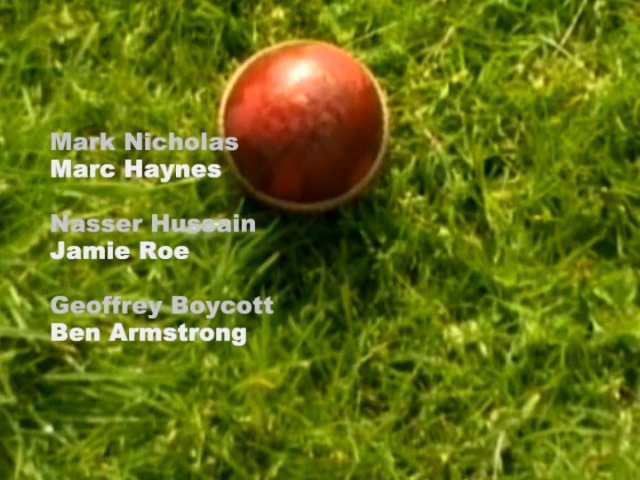 Mark Nicholas
Marc Haynes
Nasser Hussain
Jamie Roe
Geoffrey Boycott
Ben Armstrong